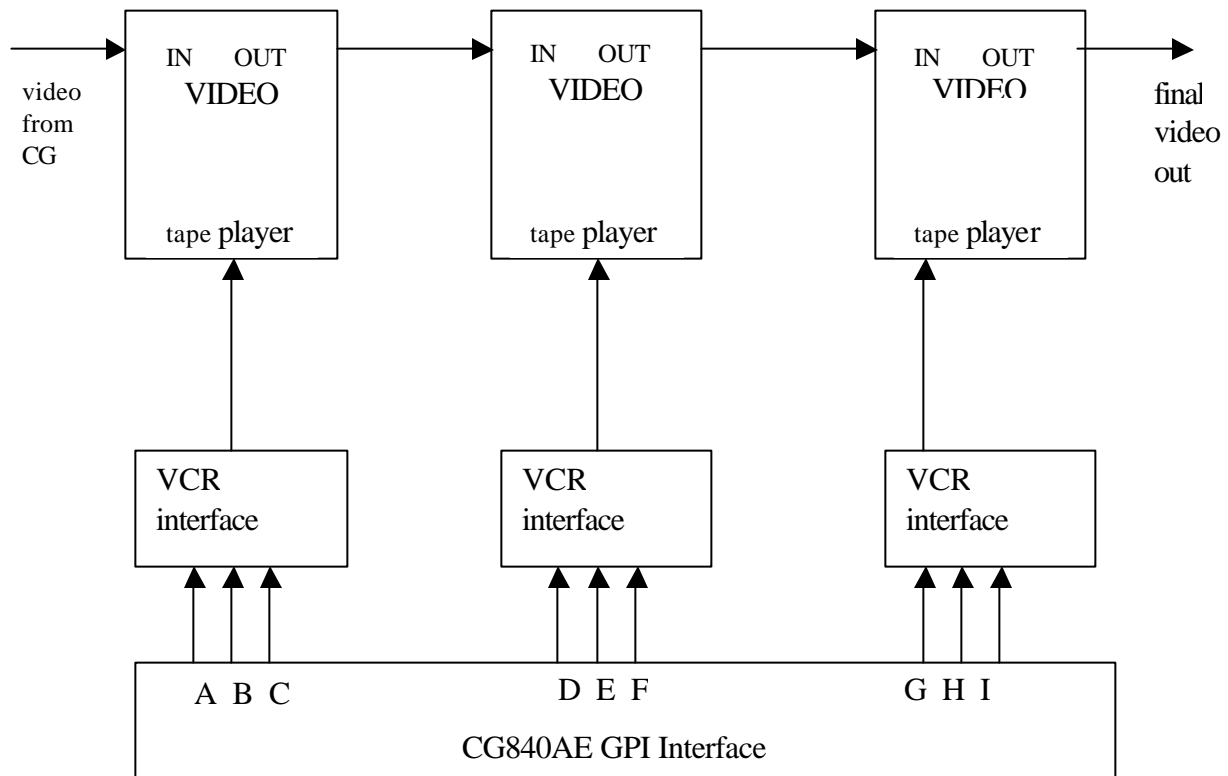 IN OUT
VIDEO
tape player
IN OUT
VIDEO
tape player
IN OUT
VIDEO
tape player
video
from
CG
final
video
out
VCR
interface
VCR
interface
VCR
interface
A B C
D E F
G H I
CG840AE GPI Interface